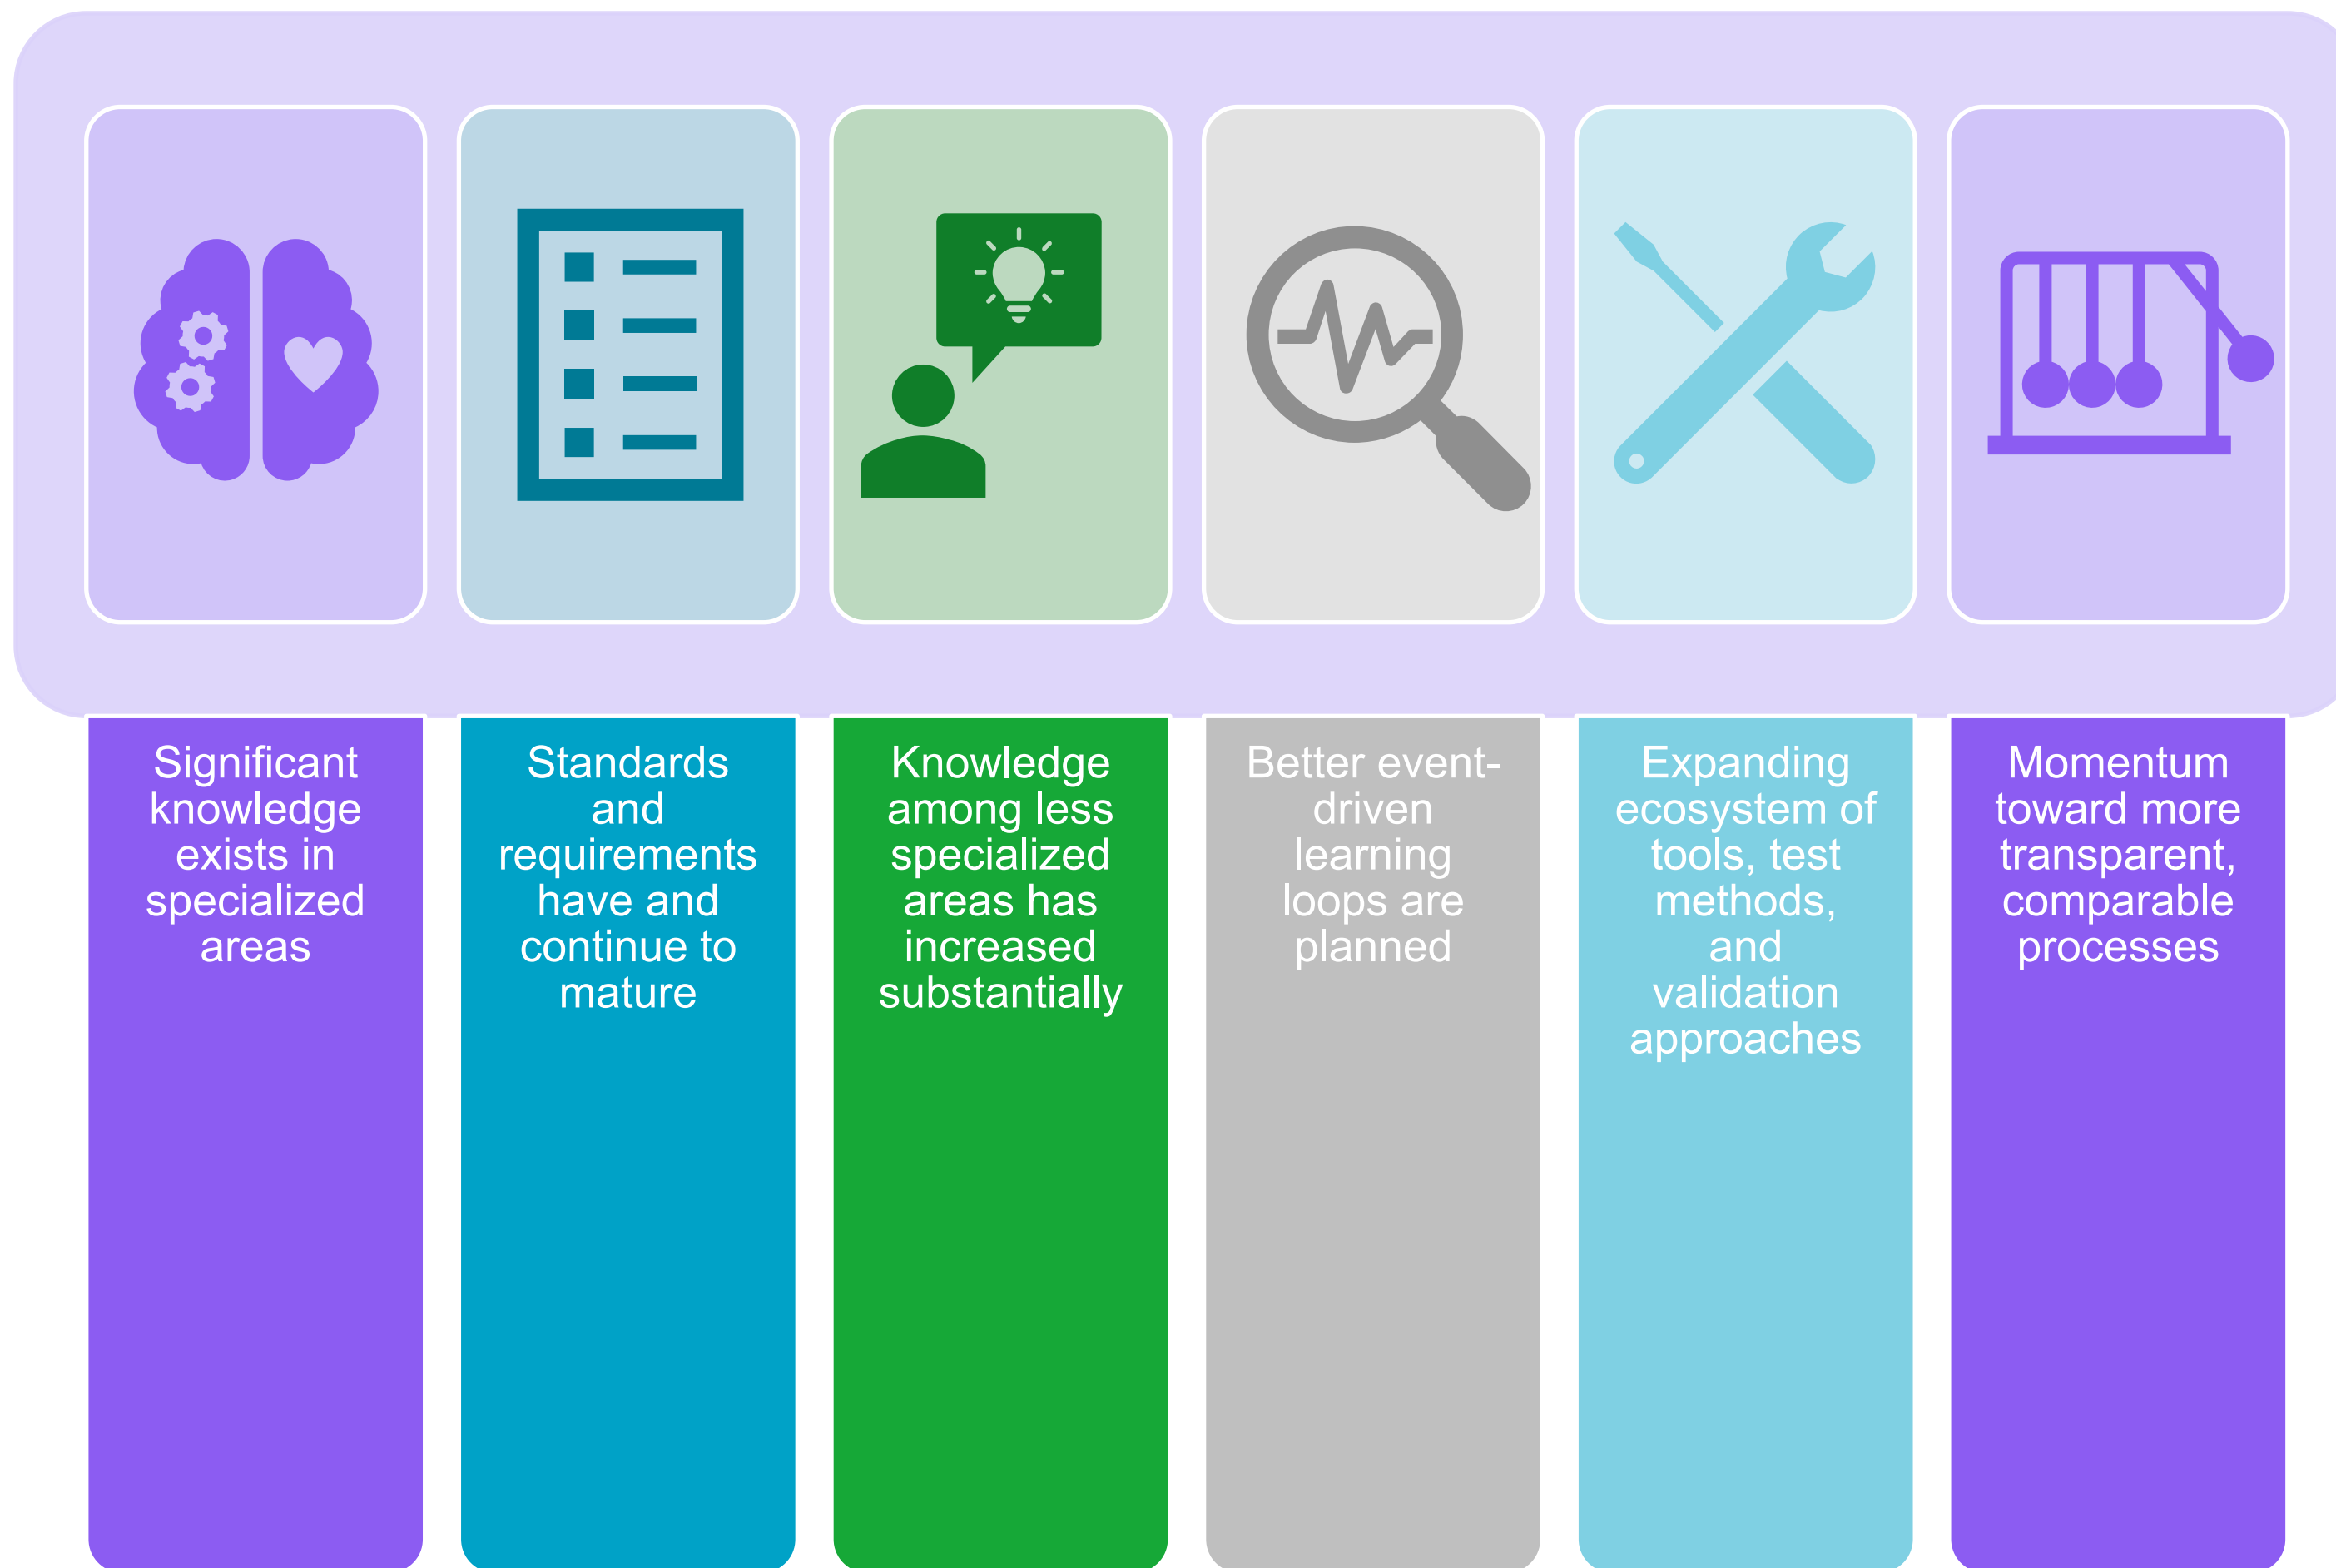 Significant
knowledge
exists in
specialized
areas
Standards
and
requirements
have and
continue to
mature
Knowledge
among less
specialized
areas has
increased
substantially
Better event-
driven
learning
loops are
planned
Expanding
ecosystem of
tools, test
methods,
and
validation
approaches
Momentum
toward more
transparent,
comparable
processes